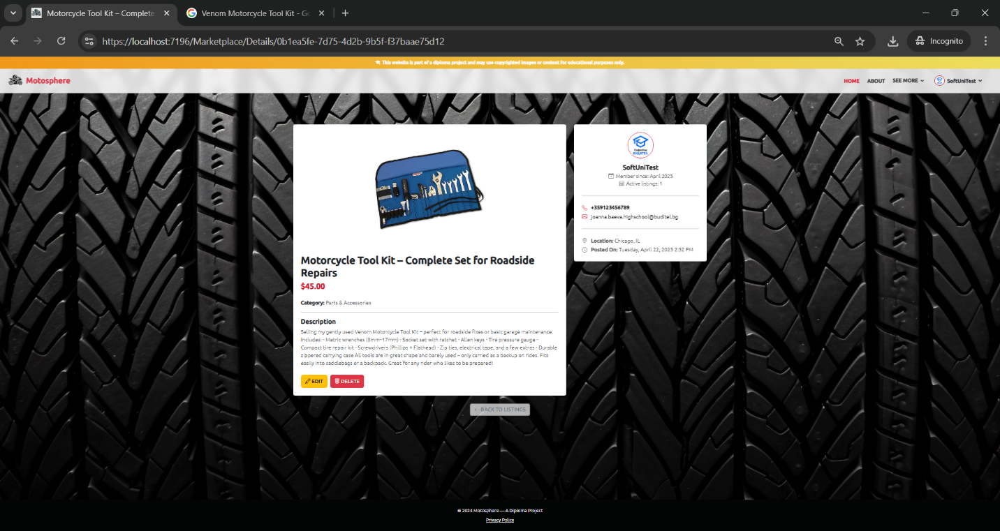 Motorcycle Tool Kit – Complete
Venom Motorcycle Tool Kit - Go
https://localhost:7196/Marketplace/Details/0b1ea5fe-7d75-4d2b-9b5f-f37baae75d12
Incognito
This website is part of a diploma project and may use copyrighted images or content for educational purposes only.
Motosphere
HOME ABOUT SEE MORE SoftUniTest
Motorcycle Tool Kit – Complete Set for Roadside
Repairs
$45.00
Category: Parts & Accessories
Description
Selling my gently used Venom Motorcycle Tool Kit – perfect for roadside fixes or basic garage maintenance.
Includes: - Metric wrenches (8mm–17mm) - Socket set with ratchet - Allen keys - Tire pressure gauge -
Compact tire repair kit - Screwdrivers (Phillips + Flathead) - Zip ties, electrical tape, and a few extras - Durable
zippered carrying case All tools are in great shape and barely used – only carried as a backup on rides. Fits
easily into saddlebags or a backpack. Great for any rider who likes to be prepared!
EDIT DELETE
SoftUniTest
Member since: April 2025
Active listings: 1
+359123456789
joanna.baeva.highschool@buditel.bg
Location: Chicago, IL
Posted On: Tuesday, April 22, 2025 2:52 PM
BACK TO LISTINGS
© 2024 Motosphere — A Diploma Project
Privacy Policy